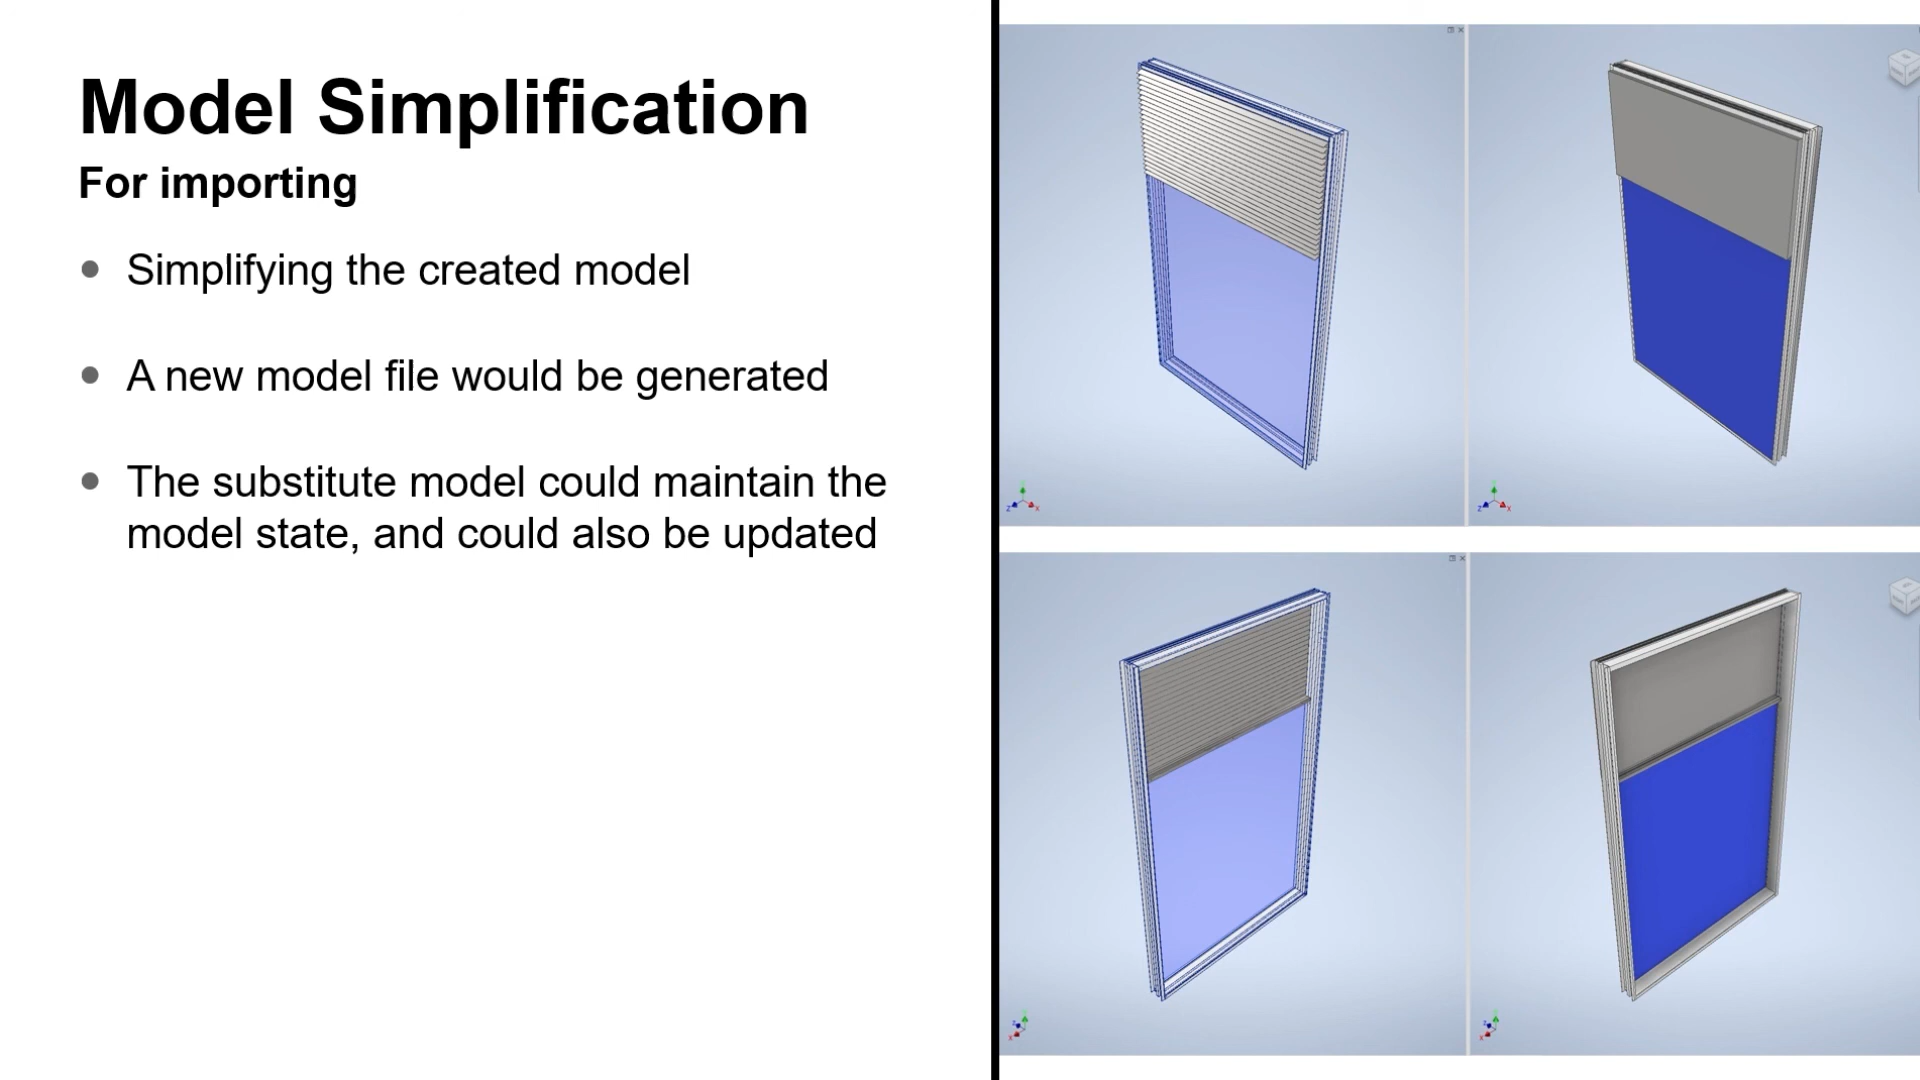 Model Simplification
For importing
Simplifying the created model
A new model file would be generated
The substitute model could maintain the
model state, and could also be updated